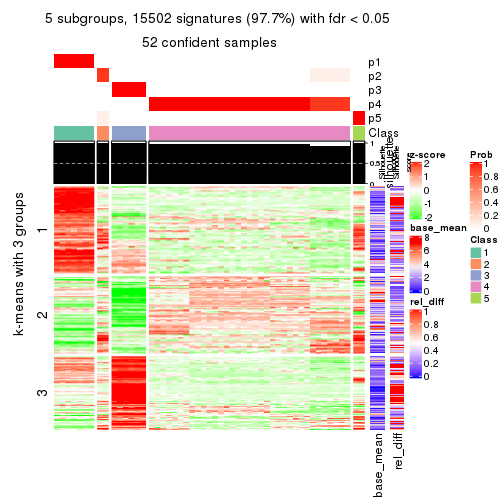 5 subgroups, 15502 signatures (97.7%) with fdr < 0.05
52 confident samples
p1
p2
p3
p4
p5
Class
1
0.5
0
silhouettes
k-means with 3 groups
1
2
3
base_mean
rel_diff
z-score
2
1
0
-1
-2
base_mean
8
6
4
2
0
rel_diff
1
0.8
0.6
0.4
0.2
0
Prob
1
0.8
0.6
0.4
0.2
0
Class
1
2
3
4
5